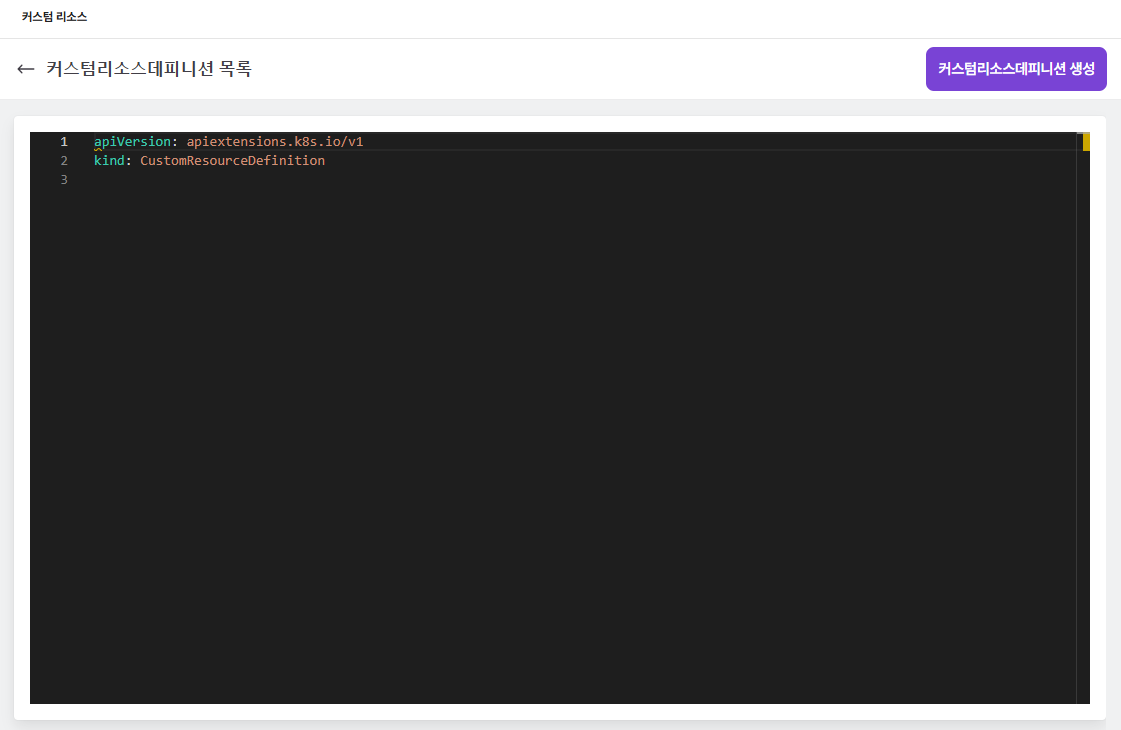 커스텀 리소스
← 커스텀리소스데피니션 목록
커스텀리소스데피니션 생성
1 apiVersion: apiextensions.k8s.io/v1
2 kind: CustomResourceDefinition
3